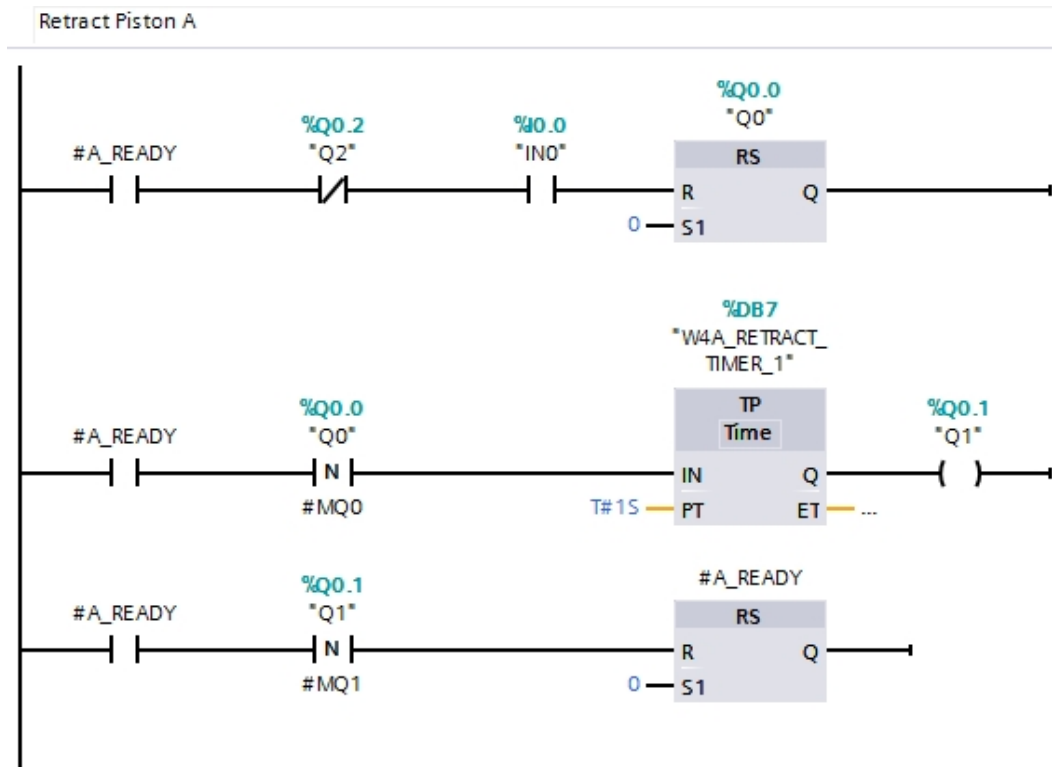 Retract Piston A
%Q0.0
"Q0"
%Q0.2
%I0.0
"Q2"
"IN0"
#A_READY
RS
R Q
0 S1
%DB7
"W4A_RETRACT_
TIMER_1"
TP
Time
%Q0.0
%Q0.1
"Q0"
"Q1"
#A_READY
N
IN Q
#MQ0
T#1S PT ET ...
#A_READY
%Q0.1
"Q1"
#A_READY
RS
N
R Q
#MQ1
0 S1